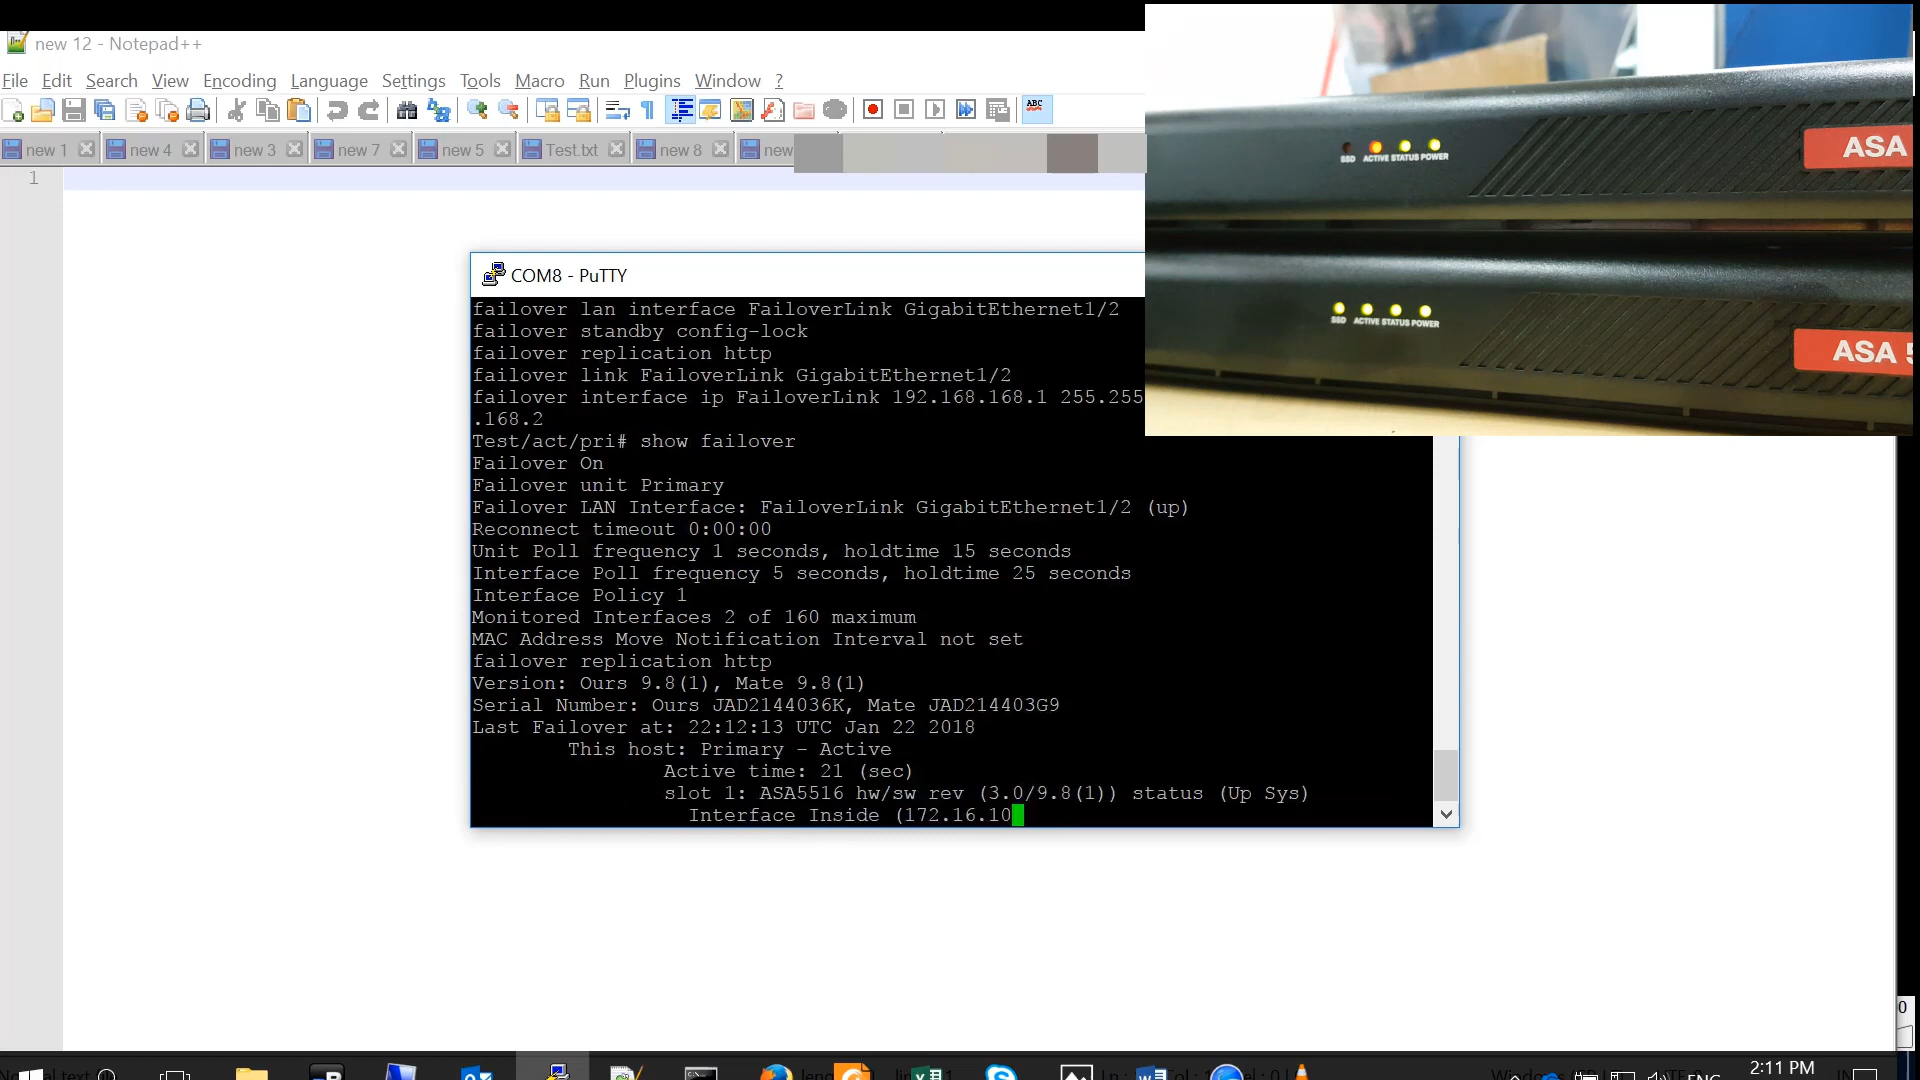 new 12 - Notepad++
File Edit Search View Encoding Language Settings Tools Macro Run Plugins Window ?
ABC
new 1 new 4 new 3 new 7 new 5 Test.txt new 8 new
1
SSD ACTIVE STATUS POWER
ASA
SSD ACTIVE STATUS POWER
ASA 5
COM8 - PuTTY
failover lan interface FailoverLink GigabitEthernet1/2
failover standby config-lock
failover replication http
failover link FailoverLink GigabitEthernet1/2
failover interface ip FailoverLink 192.168.168.1 255.255
.168.2
Test/act/pri# show failover
Failover On
Failover unit Primary
Failover LAN Interface: FailoverLink GigabitEthernet1/2 (up)
Reconnect timeout 0:00:00
Unit Poll frequency 1 seconds, holdtime 15 seconds
Interface Poll frequency 5 seconds, holdtime 25 seconds
Interface Policy 1
Monitored Interfaces 2 of 160 maximum
MAC Address Move Notification Interval not set
failover replication http
Version: Ours 9.8(1), Mate 9.8(1)
Serial Number: Ours JAD2144036K, Mate JAD214403G9
Last Failover at: 22:12:13 UTC Jan 22 2018
This host: Primary - Active
Active time: 21 (sec)
slot 1: ASA5516 hw/sw rev (3.0/9.8(1)) status (Up Sys)
Interface Inside (172.16.10
0
2:11 PM